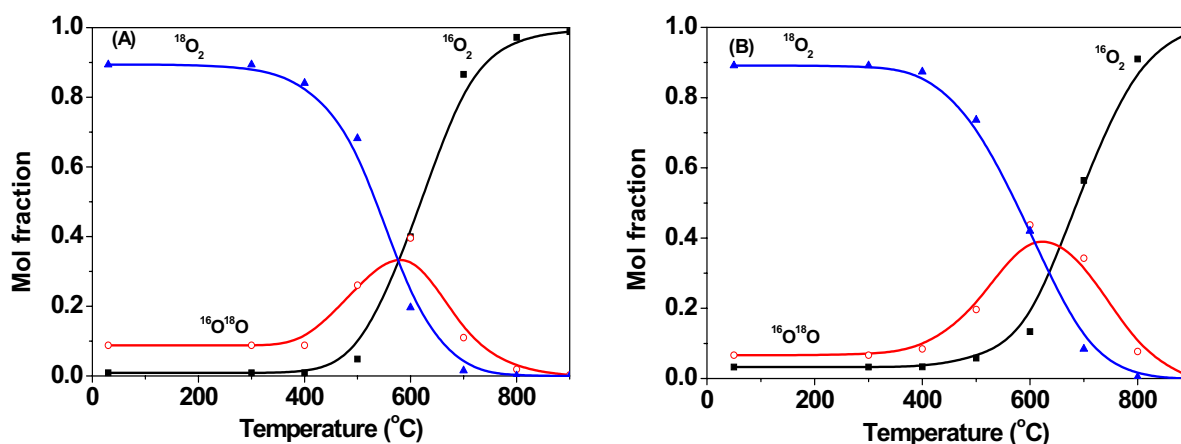 (A)
¹⁸O₂
¹⁶O₂
¹⁶O¹⁸O
Mol fraction
1.0
0.8
0.6
0.4
0.2
0.0
0 200 400 600 800
Temperature (°C)
(B)
¹⁸O₂
¹⁶O₂
¹⁶O¹⁸O
Mol fraction
1.0
0.8
0.6
0.4
0.2
0.0
0 200 400 600 800
Temperature (°C)